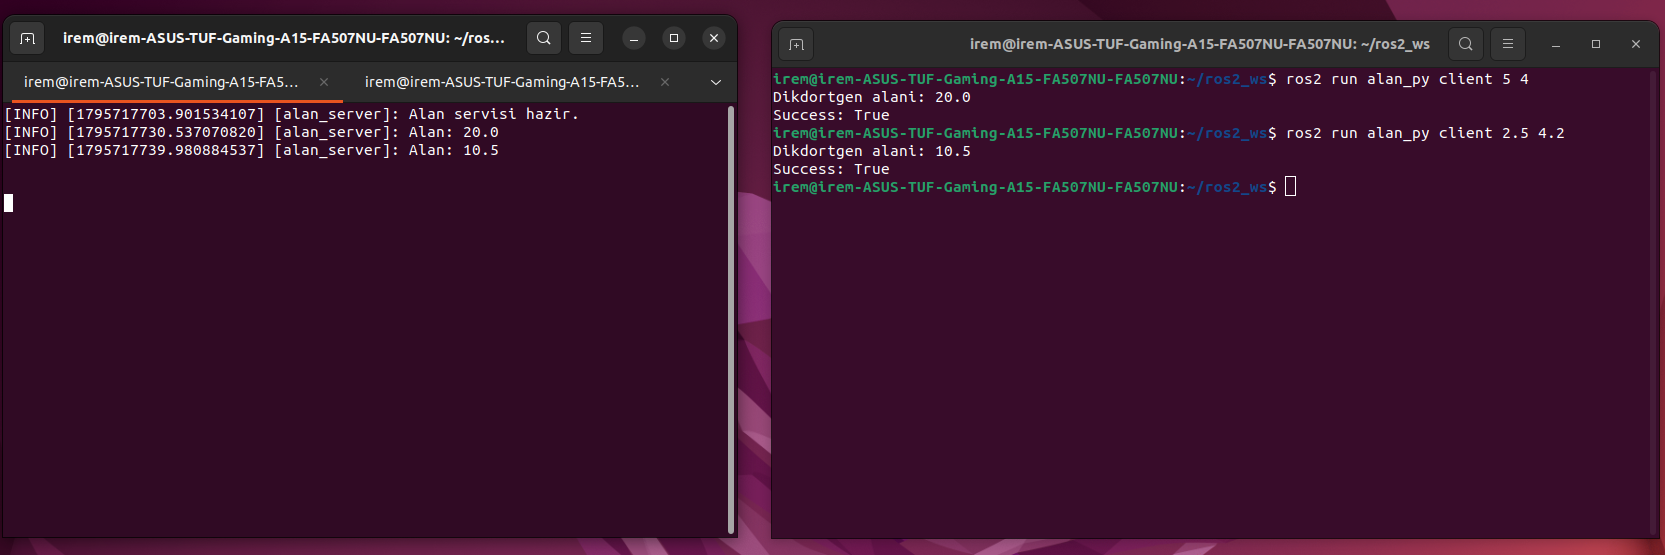 irem@irem-ASUS-TUF-Gaming-A15-FA507NU-FA507NU: ~/ros...
irem@irem-ASUS-TUF-Gaming-A15-FA5...
irem@irem-ASUS-TUF-Gaming-A15-FA5...
[INFO] [1795717703.901534107] [alan_server]: Alan servisi hazir.
[INFO] [1795717730.537070820] [alan_server]: Alan: 20.0
[INFO] [1795717739.980884537] [alan_server]: Alan: 10.5
irem@irem-ASUS-TUF-Gaming-A15-FA507NU-FA507NU: ~/ros2_ws
irem@irem-ASUS-TUF-Gaming-A15-FA507NU-FA507NU:~/ros2_ws$ ros2 run alan_py client 5 4
Dikdortgen alani: 20.0
Success: True
irem@irem-ASUS-TUF-Gaming-A15-FA507NU-FA507NU:~/ros2_ws$ ros2 run alan_py client 2.5 4.2
Dikdortgen alani: 10.5
Success: True
irem@irem-ASUS-TUF-Gaming-A15-FA507NU-FA507NU:~/ros2_ws$